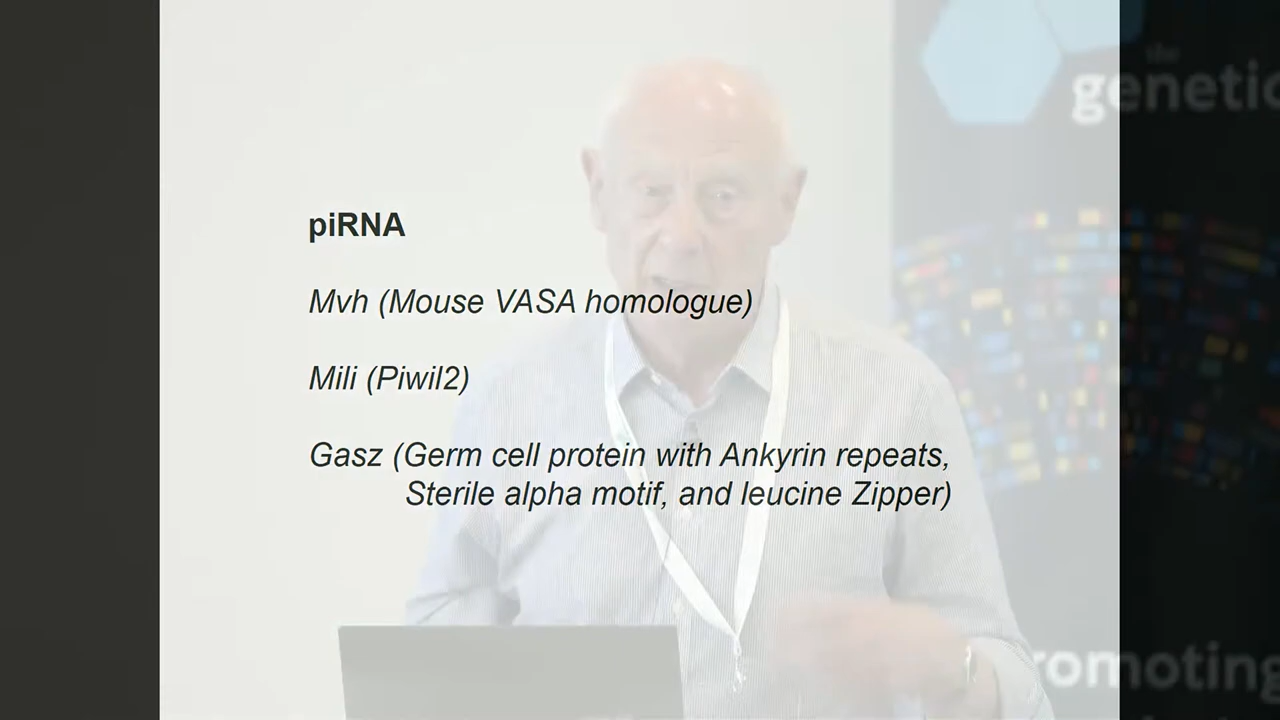 the
genetic
piRNA
Mvh (Mouse VASA homologue)
Mili (Piwil2)
Gasz (Germ cell protein with Ankyrin repeats,
Sterile alpha motif, and leucine Zipper)
romoting